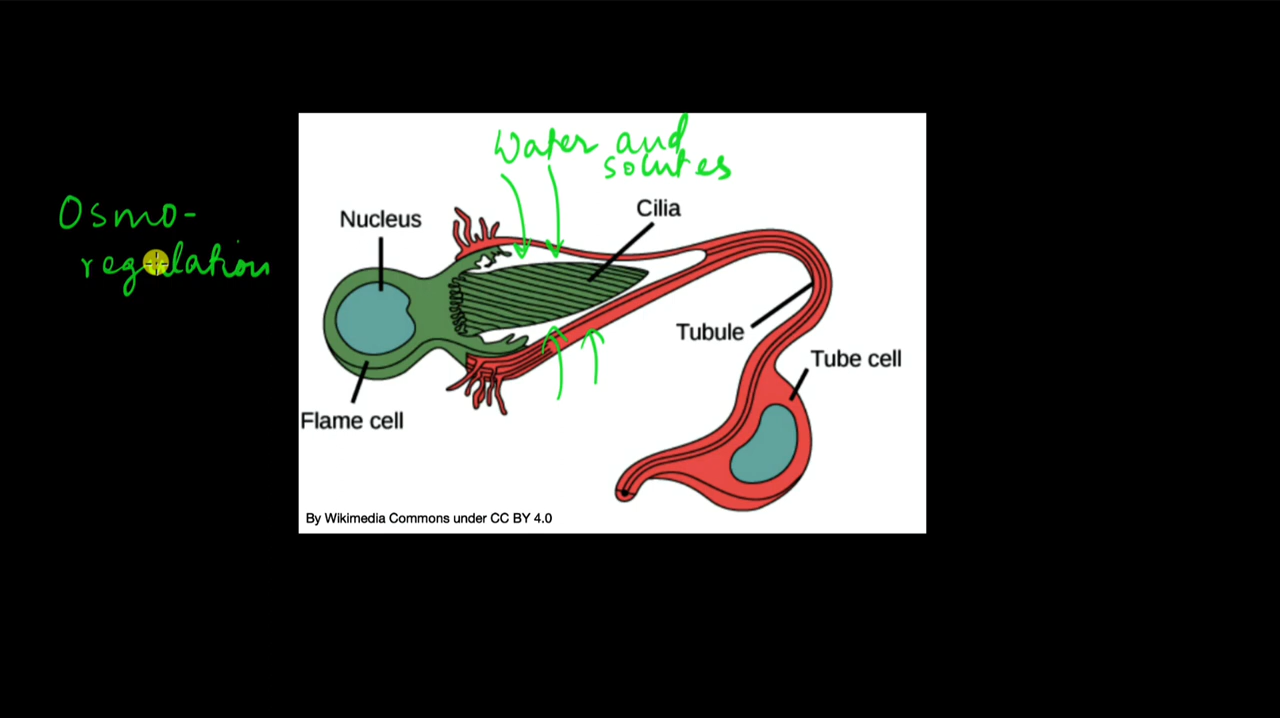 Water and
solutes
Osmo-
regulation
Nucleus
Cilia
Tubule
Tube cell
Flame cell
By Wikimedia Commons under CC BY 4.0